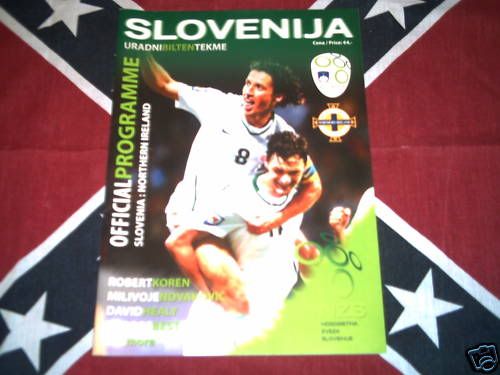 SLOVENIJA
URADNIBILTENTEKME
Cena / Price: €4,-
OFFICIALPROGRAMME
SLOVENIA : NORTHERN IRELAND
8
ROBERTKOREN
MILIVOJENOVAKOVIC
DAVIDHEALY
BEST
more
NZS
NOGOMETNA
ZVEZA
SLOVENIJE